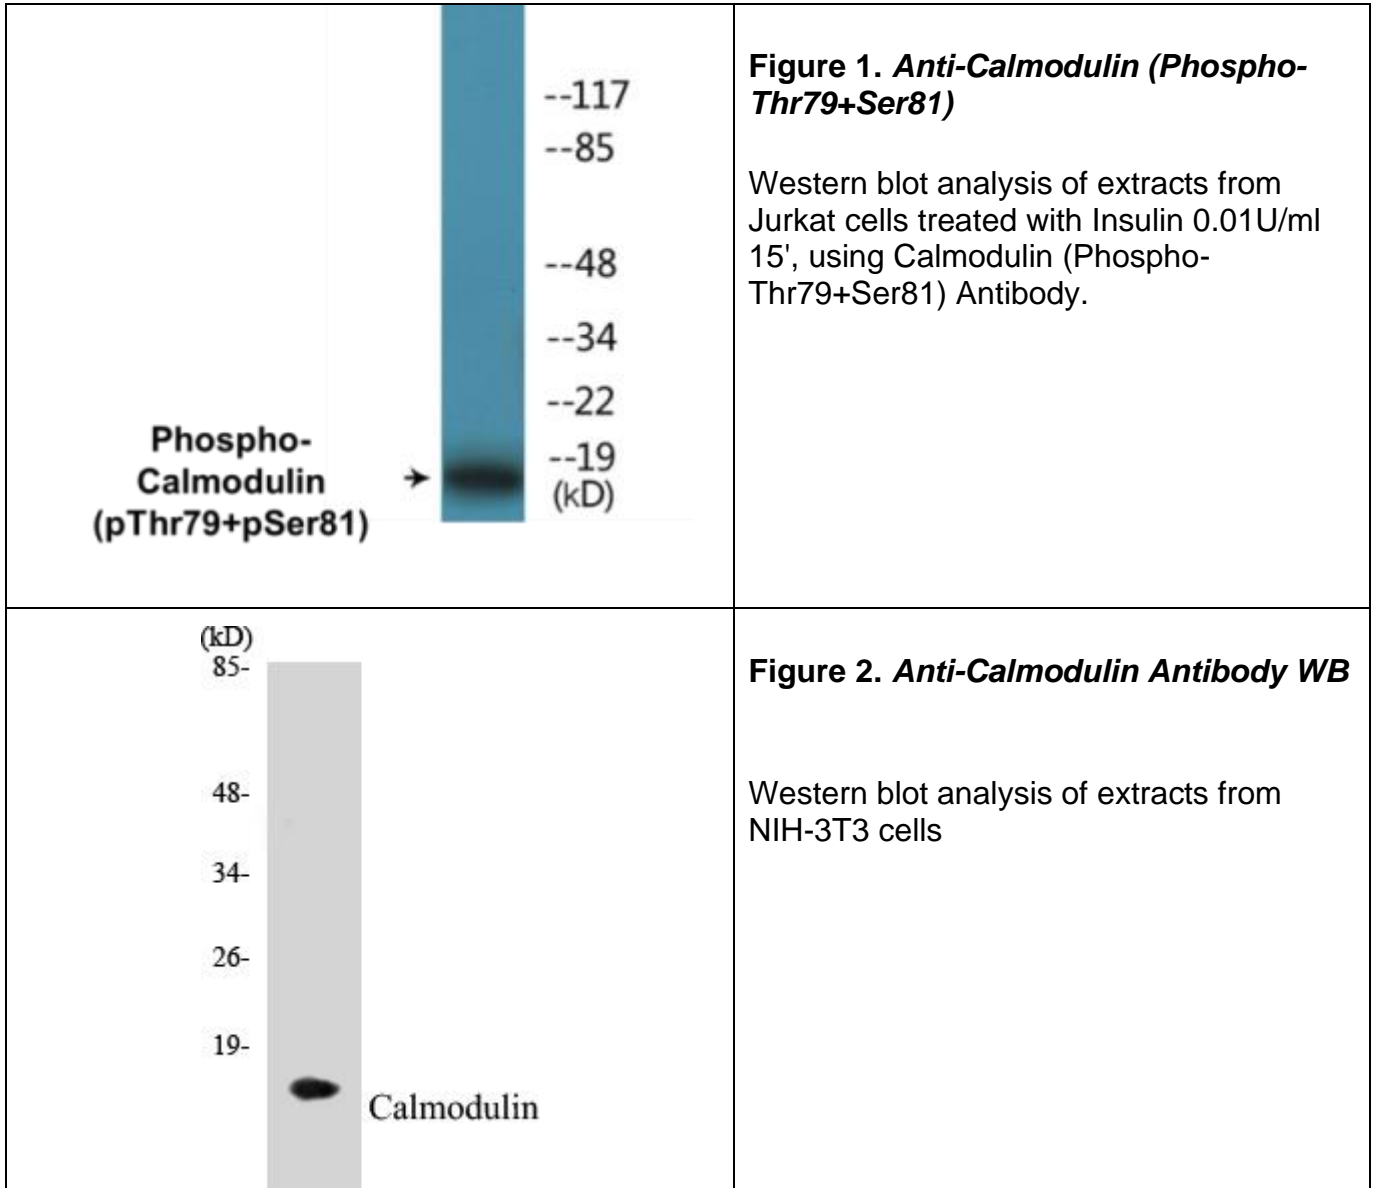 --117
--85
--48
--34
--22
--19
(kD)
Phospho-
Calmodulin
(pThr79+pSer81)
Figure 1. Anti-Calmodulin (Phospho-
Thr79+Ser81)
Western blot analysis of extracts from
Jurkat cells treated with Insulin 0.01U/ml
15', using Calmodulin (Phospho-
Thr79+Ser81) Antibody.
(kD)
85-
48-
34-
26-
19-
Calmodulin
Figure 2. Anti-Calmodulin Antibody WB
Western blot analysis of extracts from
NIH-3T3 cells